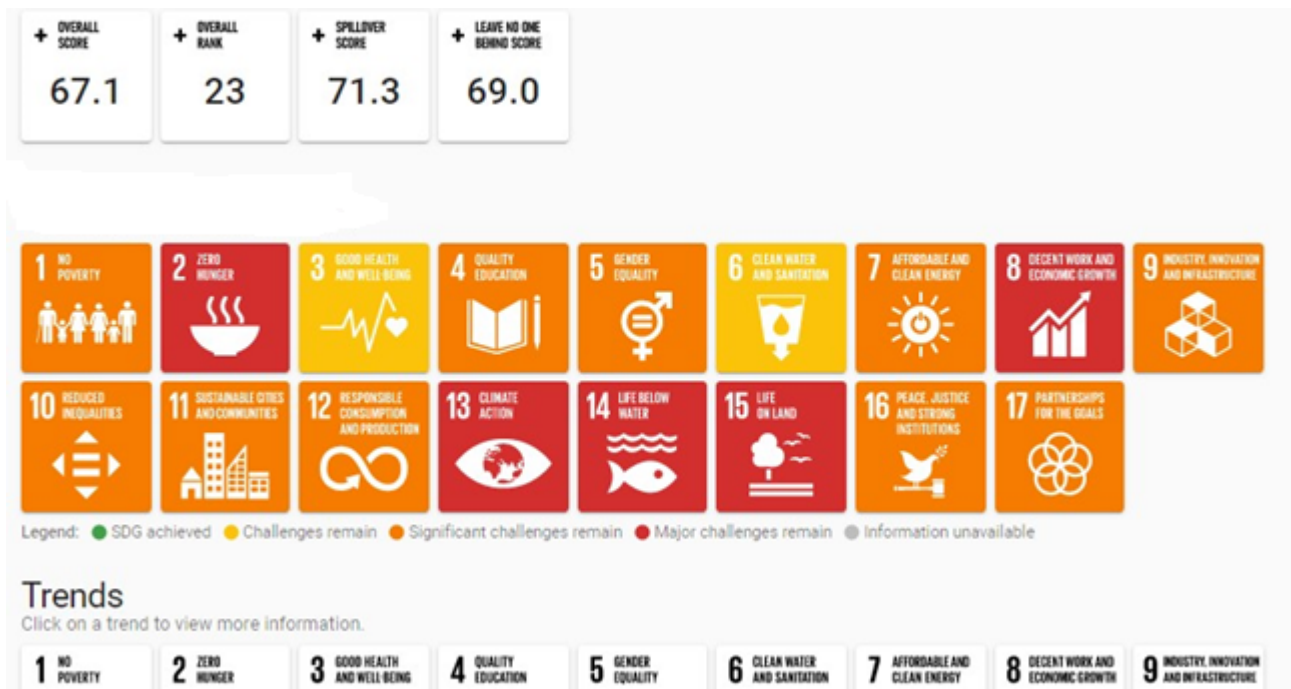 + OVERALL SCORE
+ OVERALL RANK
+ SPILLOVER SCORE
+ LEAVE NO ONE BEHIND SCORE
67.1
23
71.3
69.0
1 NO POVERTY
2 ZERO HUNGER
3 GOOD HEALTH AND WELL-BEING
4 QUALITY EDUCATION
5 GENDER EQUALITY
6 CLEAN WATER AND SANITATION
7 AFFORDABLE AND CLEAN ENERGY
8 DECENT WORK AND ECONOMIC GROWTH
9 INDUSTRY, INNOVATION AND INFRASTRUCTURE
10 REDUCED INEQUALITIES
11 SUSTAINABLE CITIES AND COMMUNITIES
12 RESPONSIBLE CONSUMPTION AND PRODUCTION
13 CLIMATE ACTION
14 LIFE BELOW WATER
15 LIFE ON LAND
16 PEACE, JUSTICE AND STRONG INSTITUTIONS
17 PARTNERSHIPS FOR THE GOALS
Legend: SDG achieved Challenges remain Significant challenges remain Major challenges remain Information unavailable
Trends
Click on a trend to view more information.
1 NO POVERTY
2 ZERO HUNGER
3 GOOD HEALTH AND WELL-BEING
4 QUALITY EDUCATION
5 GENDER EQUALITY
6 CLEAN WATER AND SANITATION
7 AFFORDABLE AND CLEAN ENERGY
8 DECENT WORK AND ECONOMIC GROWTH
9 INDUSTRY, INNOVATION AND INFRASTRUCTURE